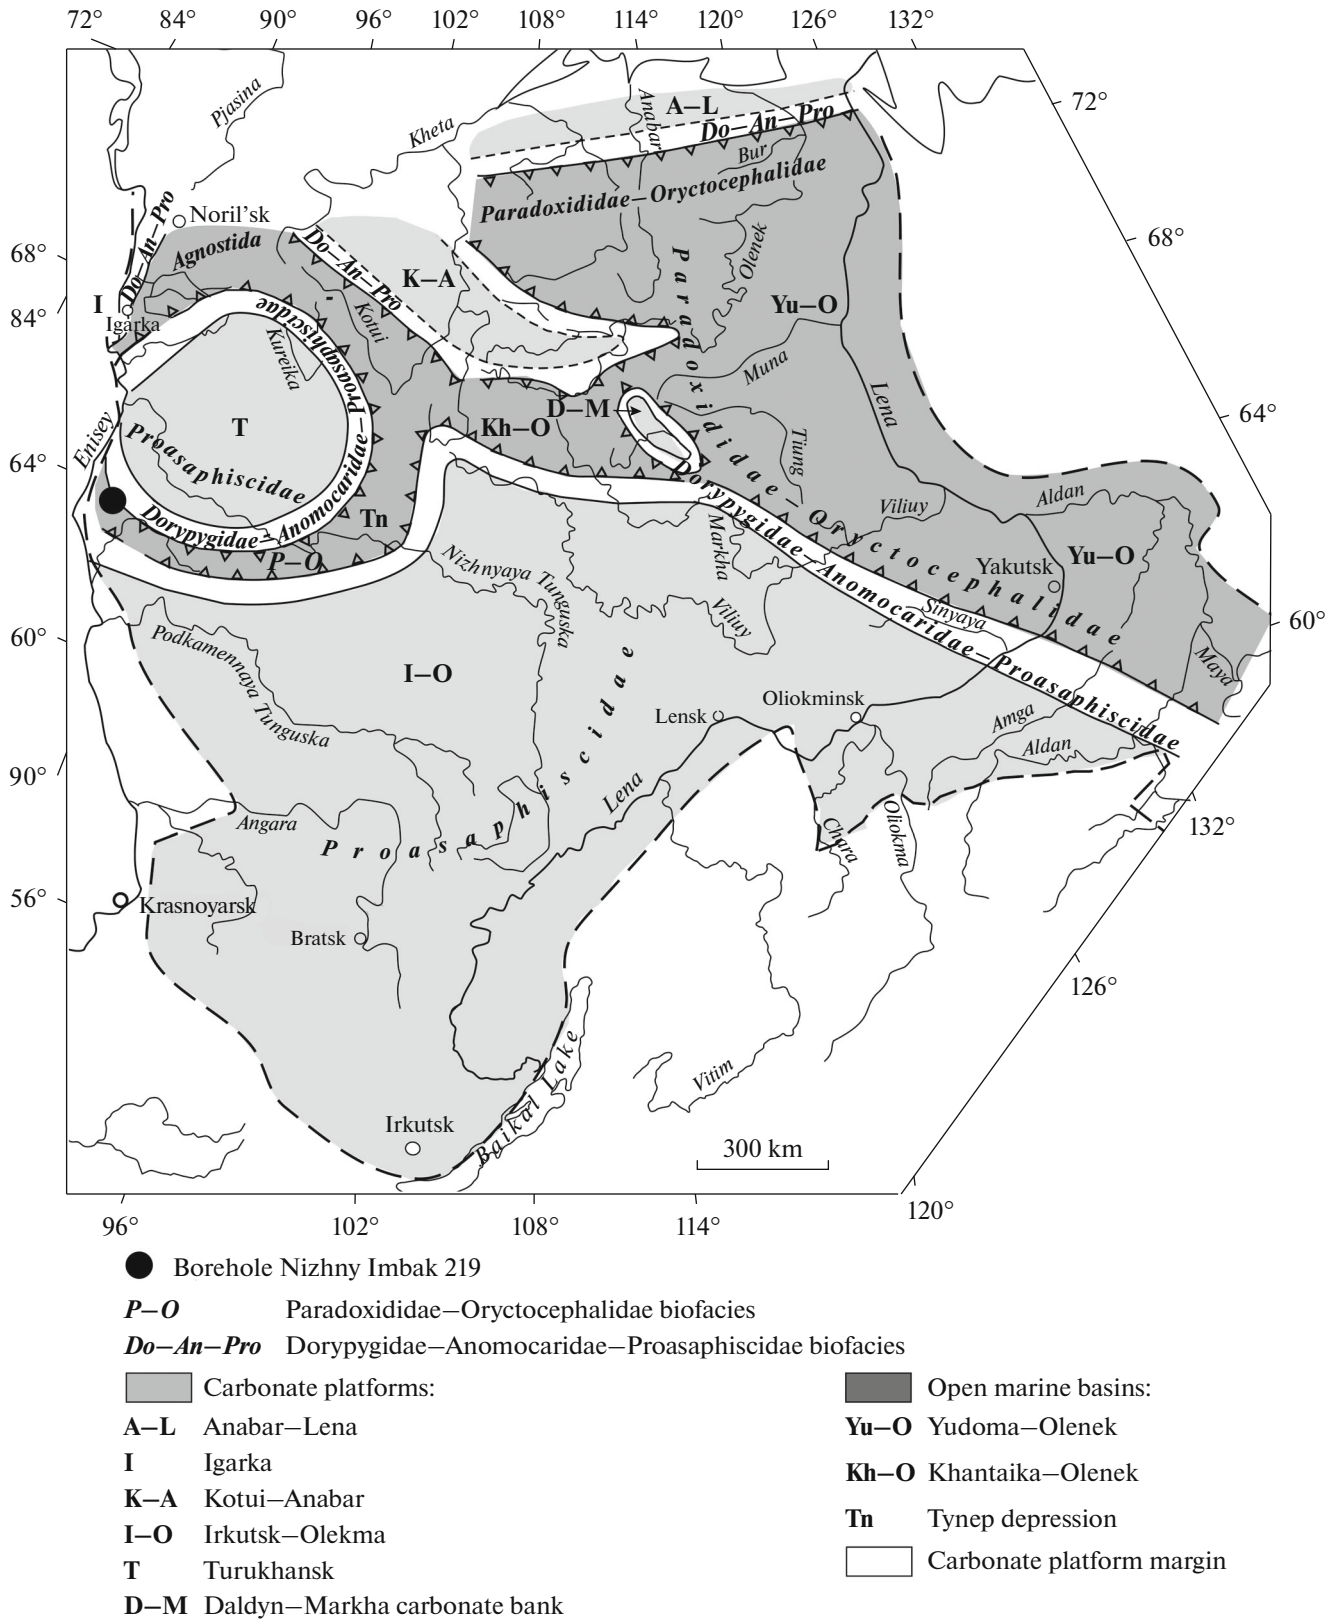 72° 84° 90° 96° 102° 108° 114° 120° 126° 132°
72°
68°
64°
60°
132°
126°
120°
68°
84°
64°
60°
90°
56°
96° 102° 108° 114°
Pjasina
Kheta
Anabar
A–L
Do–An–Pro
Bur
Paradoxididae–Oryctocephalidae
Do–An–Pro
Noril'sk
Agnostida
Do–An–Pro
K–A
Olenek
Yu–O
I
Igarka
Kotui
Kureika
Muna
Lena
Enisey
T
Proasaphiscidae
Dorypygidae–Anomocaridae–Proasaphiscidae
D–M
Kh–O
Tiung
Paradoxididae–Oryctocephalidae
Tn
P–O
Dorypygidae–Anomocaridae–Proasaphiscidae
Viliuy
Aldan
Yakutsk
Yu–O
Markha
Nizhnyaya Tunguska
Viliuy
Sinyaya
Maya
Podkamennaya Tunguska
I–O
Lensk
Oliokminsk
Amga
Aldan
Proasaphiscidae
Lena
Angara
Chara
Oliokma
Krasnoyarsk
Bratsk
Vitim
Baikal Lake
Irkutsk
300 km
Borehole Nizhny Imbak 219
P–O Paradoxididae–Oryctocephalidae biofacies
Do–An–Pro Dorypygidae–Anomocaridae–Proasaphiscidae biofacies
Carbonate platforms:
A–L Anabar–Lena
I Igarka
K–A Kotui–Anabar
I–O Irkutsk–Olekma
T Turukhansk
D–M Daldyn–Markha carbonate bank
Open marine basins:
Yu–O Yudoma–Olenek
Kh–O Khantaika–Olenek
Tn Tynep depression
Carbonate platform margin